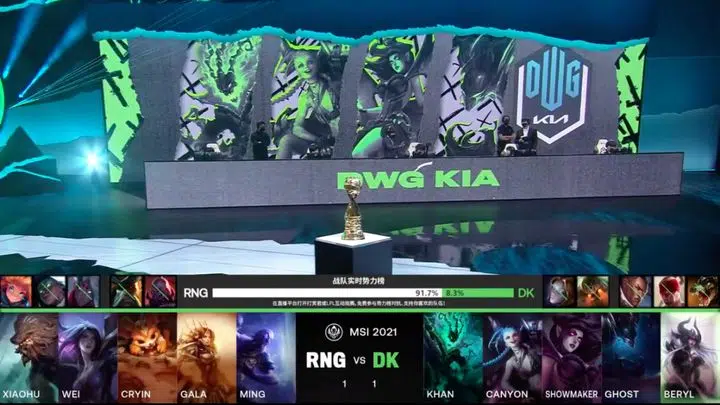 DWG
KIA
DWG KIA
战队实时势力榜
RNG 91.7% 8.3% DK
MSI 2021
RNG VS DK
1 1
XIAOHU WEI CRYIN GALA MING
KHAN CANYON SHOWMAKER GHOST BERYL